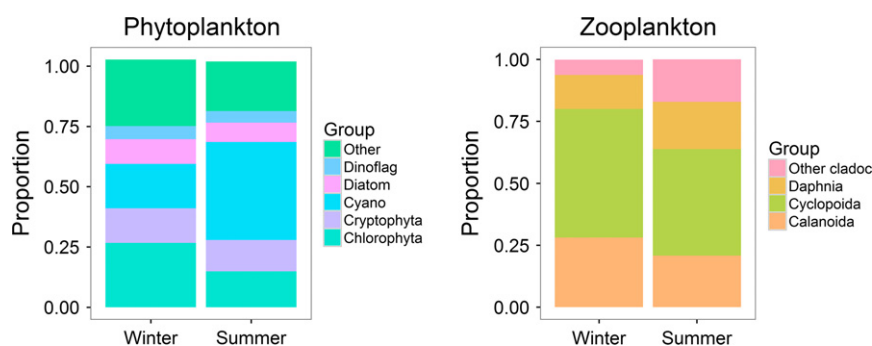 Phytoplankton
Proportion
1.00
0.75
0.50
0.25
0.00
Winter Summer
Group
Other
Dinoflag
Diatom
Cyano
Cryptophyta
Chlorophyta
Zooplankton
Proportion
1.00
0.75
0.50
0.25
0.00
Winter Summer
Group
Other cladoc
Daphnia
Cyclopoida
Calanoida